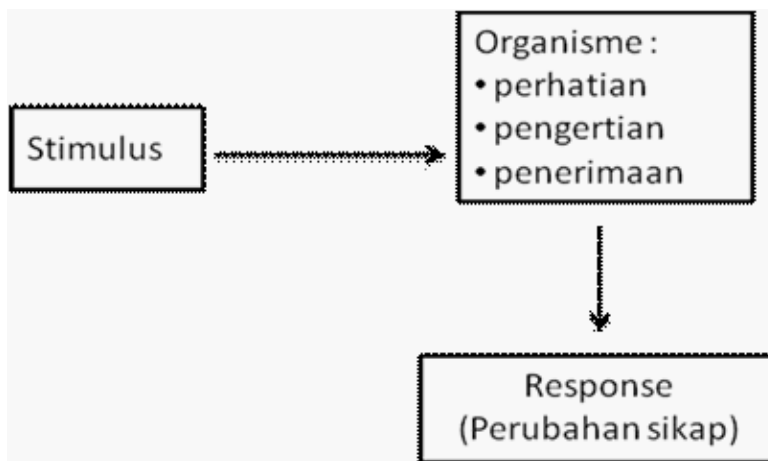 Stimulus
Organisme :
• perhatian
• pengertian
• penerimaan
Response
(Perubahan sikap)